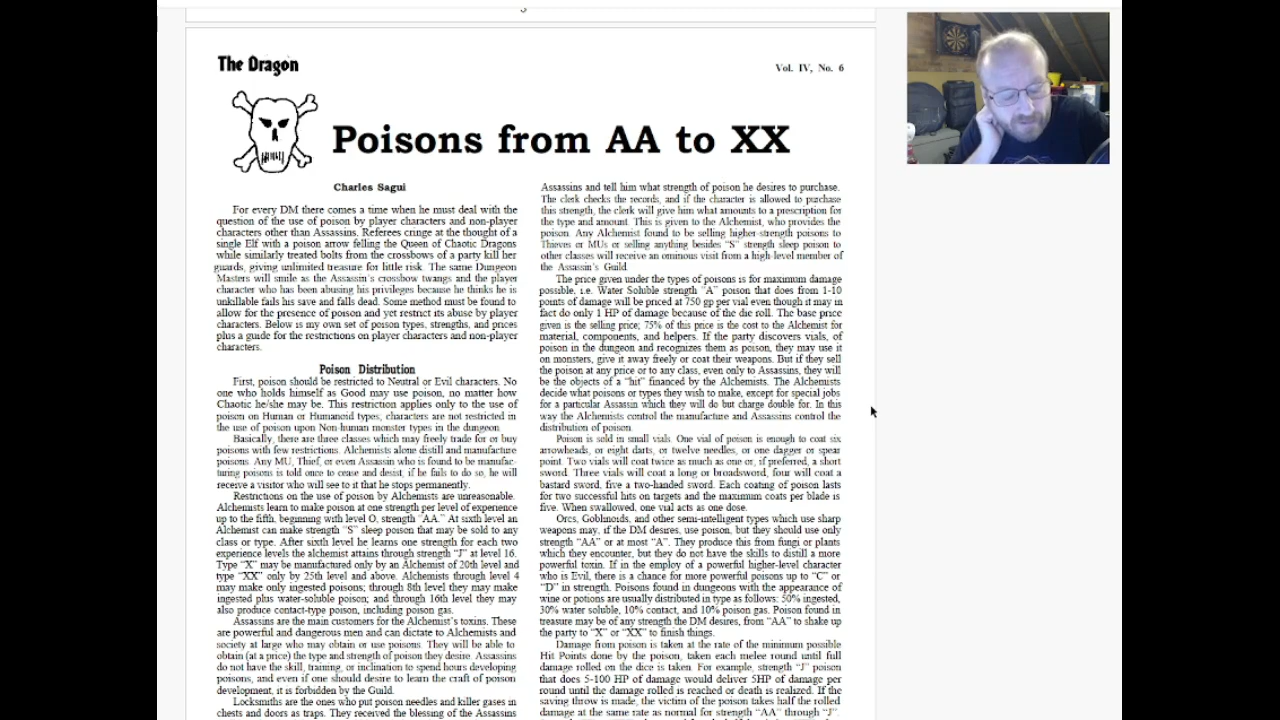 The Dragon
Vol. IV, No. 6
Poisons from AA to XX
Charles Sagui
For every DM there comes a time when he must deal with the
question of the use of poison by player characters and non-player
characters other than Assassins. Referees cringe at the thought of a
single Elf with a poison arrow felling the Queen of Chaotic Dragons
while similarly treated bolts from the crossbows of a party kill her
guards, giving unlimited treasure for little risk. The same Dungeon
Masters will smile as the Assassin's crossbow twangs and the player
character who has been abusing his privileges because he thinks he is
unkillable fails his save and falls dead. Some method must be found to
allow for the presence of poison and yet restrict its abuse by player
characters. Below is my own set of poison types, strengths, and prices
plus a guide for the restrictions on player characters and non-player
characters.
Poison Distribution
First, poison should be restricted to Neutral or Evil characters. No
one who holds himself as Good may use poison, no matter how
Chaotic he/she may be. This restriction applies only to the use of
poison on Human or Humanoid types, characters are not restricted in
the use of poison upon Non-human monster types in the dungeon.
Basically, there are three classes which may freely trade for or buy
poisons with few restrictions. Alchemists alone distill and manufacture
poisons. Any MU, Thief, or even Assassin who is found to be manufac-
turing poisons is told once to cease and desist, if he fails to do so, he will
receive a visitor who will see to it that he stops permanently.
Restrictions on the use of poison by Alchemists are unreasonable.
Alchemists learn to make poison at one strength per level of experience
up to the fifth, beginning with level O, strength "AA." At sixth level an
Alchemist can make strength "S" sleep poison that may be sold to any
class or type. After sixth level he learns one strength for each two
experience levels the alchemist attains through strength "J" at level 16.
Type "X" may be manufactured only by an Alchemist of 20th level and
type "XX" only by 25th level and above. Alchemists through level 4
may make only ingested poisons; through 8th level they may make
ingested plus water-soluble poison; and through 16th level they may
also produce contact-type poison, including poison gas.
Assassins are the main customers for the Alchemist's toxins. These
are powerful and dangerous men and can dictate to Alchemists and
society at large who may obtain or use poisons. They will be able to
obtain (at a price) the type and strength of poison they desire. Assassins
do not have the skill, training, or inclination to spend hours developing
poisons, and even if one should desire to learn the craft of poison
development, it is forbidden by the Guild.
Locksmiths are the ones who put poison needles and killer gases in
chests and doors as traps. They received the blessing of the Assassins
Assassins and tell him what strength of poison he desires to purchase.
The clerk checks the records, and if the character is allowed to purchase
this strength, the clerk will give him what amounts to a prescription for
the type and amount. This is given to the Alchemist, who provides the
poison. Any Alchemist found to be selling higher-strength poisons to
Thieves or MUs or selling anything besides "S" strength sleep poison to
other classes will receive an ominous visit from a high-level member of
the Assassin's Guild.
The price given under the types of poisons is for maximum damage
possible, i.e. Water Soluble strength "A" poison that does from 1-10
points of damage will be priced at 750 gp per vial even though it may in
fact do only 1 HP of damage because of the die roll. The base price
given is the selling price; 75% of this price is the cost to the Alchemist for
material, components, and helpers. If the party discovers vials, of
poison in the dungeon and recognizes them as poison, they may use it
on monsters, give it away freely or coat their weapons. But if they sell
the poison at any price or to any class, even only to Assassins, they will
be the objects of a "hit" financed by the Alchemists. The Alchemists
decide what poisons or types they wish to make, except for special jobs
for a particular Assassin which they will do but charge double for. In this
way the Alchemists control the manufacture and Assassins control the
distribution of poison.
Poison is sold in small vials. One vial of poison is enough to coat six
arrowheads, or eight darts, or twelve needles, or one dagger or spear
point. Two vials will coat twice as much as one or, if preferred, a short
sword. Three vials will coat a long or broadsword, four will coat a
bastard sword, five a two-handed sword. Each coating of poison lasts
for two successful hits on targets and the maximum coats per blade is
five. When swallowed, one vial acts as one dose.
Orcs, Goblinoids, and other semi-intelligent types which use sharp
weapons may, if the DM desires, use poison, but they should use only
strength "AA" or at most "A". They produce this from fungi or plants
which they encounter, but they do not have the skills to distill a more
powerful toxin. If in the employ of a powerful higher-level character
who is Evil, there is a chance for more powerful poisons up to "C" or
"D" in strength. Poisons found in dungeons with the appearance of
wine or potions are usually distributed in type as follows: 50% ingested,
30% water soluble, 10% contact, and 10% poison gas. Poison found in
treasure may be of any strength the DM desires, from "AA" to shake up
the party to "X" or "XX" to finish things.
Damage from poison is taken at the rate of the minimum possible
Hit Points done by the poison, taken each melee round until full
damage rolled on the dice is taken. For example, strength "J" poison
that does 5-100 HP of damage would deliver 5HP of damage per
round until the damage rolled is reached or death is realized. If the
saving throw is made, the victim of the poison takes half the rolled
damage at the same rate as normal for strength "AA" through "J"